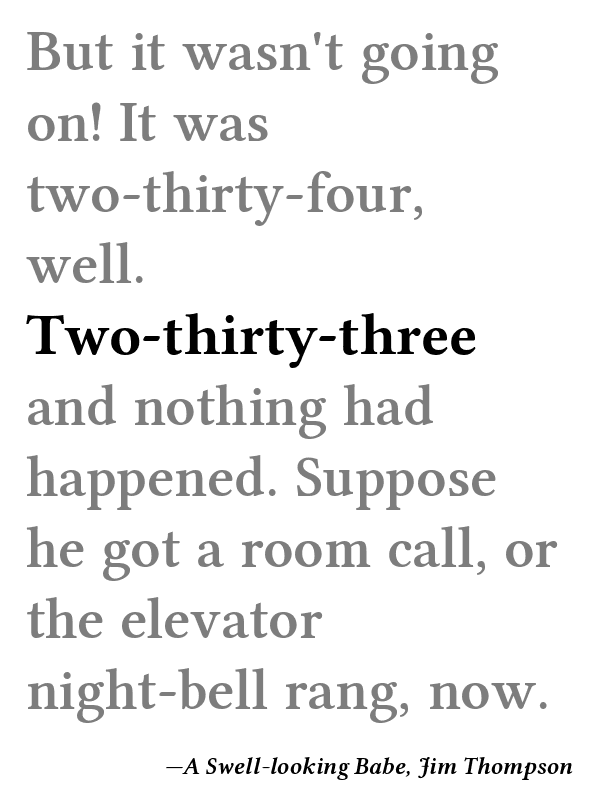 But it wasn't going
on! It was
two-thirty-four,
well.
Two-thirty-three
and nothing had
happened. Suppose
he got a room call, or
the elevator
night-bell rang, now.
—A Swell-looking Babe, Jim Thompson